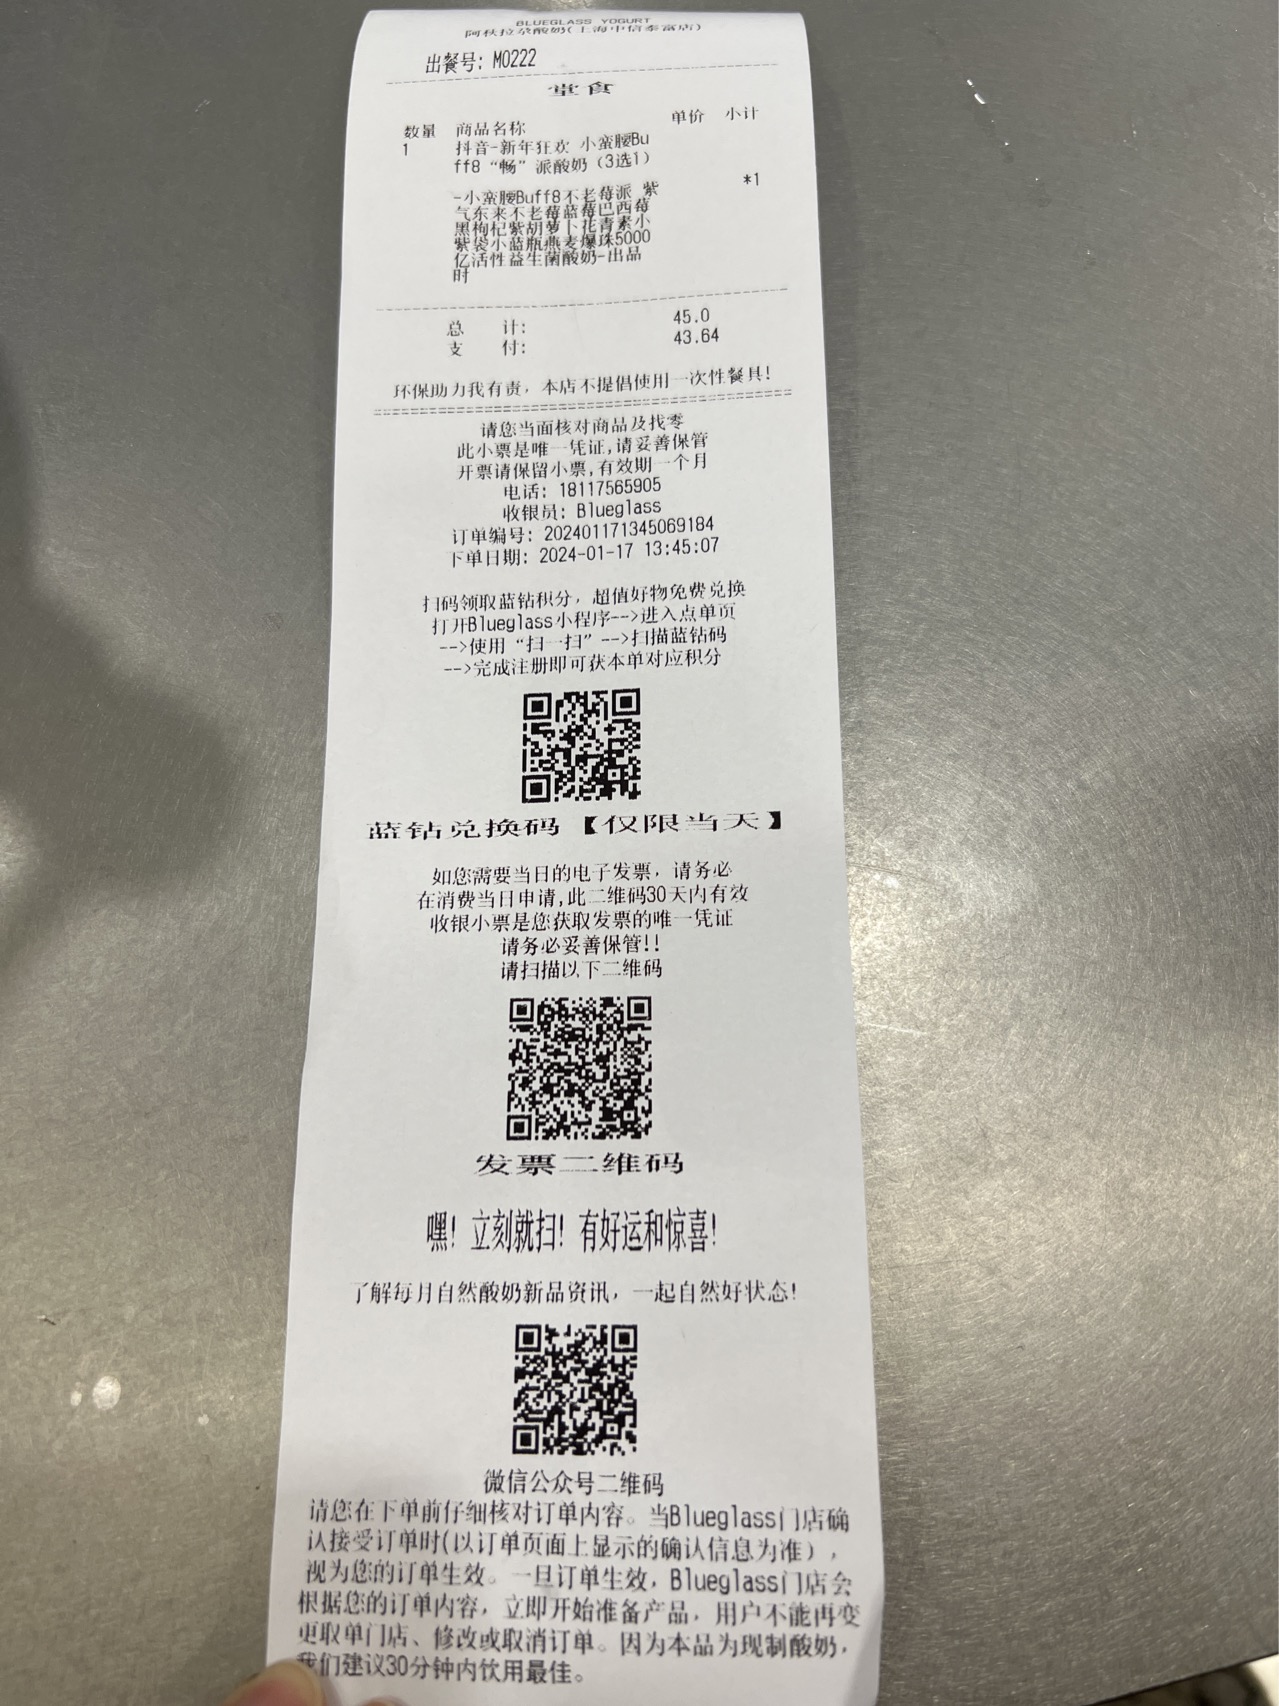 BLUEGLASS YOGURT
阿秋拉尕酸奶(上海中信泰富店)
出餐号: M0222
堂食
数量 商品名称 单价 小计
1 抖音-新年狂欢 小蛮腰Bu
ff8“畅”派酸奶（3选1）
*1
-小蛮腰Buff8不老莓派 紫
气东来不老莓蓝莓巴西莓
黑枸杞紫胡萝卜花青素小
紫袋小蓝瓶燕麦爆珠5000
亿活性益生菌酸奶-出品
时
总 计: 45.0
支 付: 43.64
环保助力我有责，本店不提倡使用一次性餐具!
请您当面核对商品及找零
此小票是唯一凭证,请妥善保管
开票请保留小票,有效期一个月
电话: 18117565905
收银员: Blueglass
订单编号: 202401171345069184
下单日期: 2024-01-17 13:45:07
扫码领取蓝钻积分，超值好物免费兑换
打开Blueglass小程序-->进入点单页
-->使用“扫一扫”-->扫描蓝钻码
-->完成注册即可获本单对应积分
蓝钻兑换码【仅限当天】
如您需要当日的电子发票，请务必
在消费当日申请,此二维码30天内有效
收银小票是您获取发票的唯一凭证
请务必妥善保管!!
请扫描以下二维码
发票二维码
嘿! 立刻就扫! 有好运和惊喜!
了解每月自然酸奶新品资讯，一起自然好状态!
微信公众号二维码
请您在下单前仔细核对订单内容。当Blueglass门店确
认接受订单时(以订单页面上显示的确认信息为准)，
视为您的订单生效。一旦订单生效，Blueglass门店会
根据您的订单内容，立即开始准备产品，用户不能再变
更取单门店、修改或取消订单。因为本品为现制酸奶，
我们建议30分钟内饮用最佳。